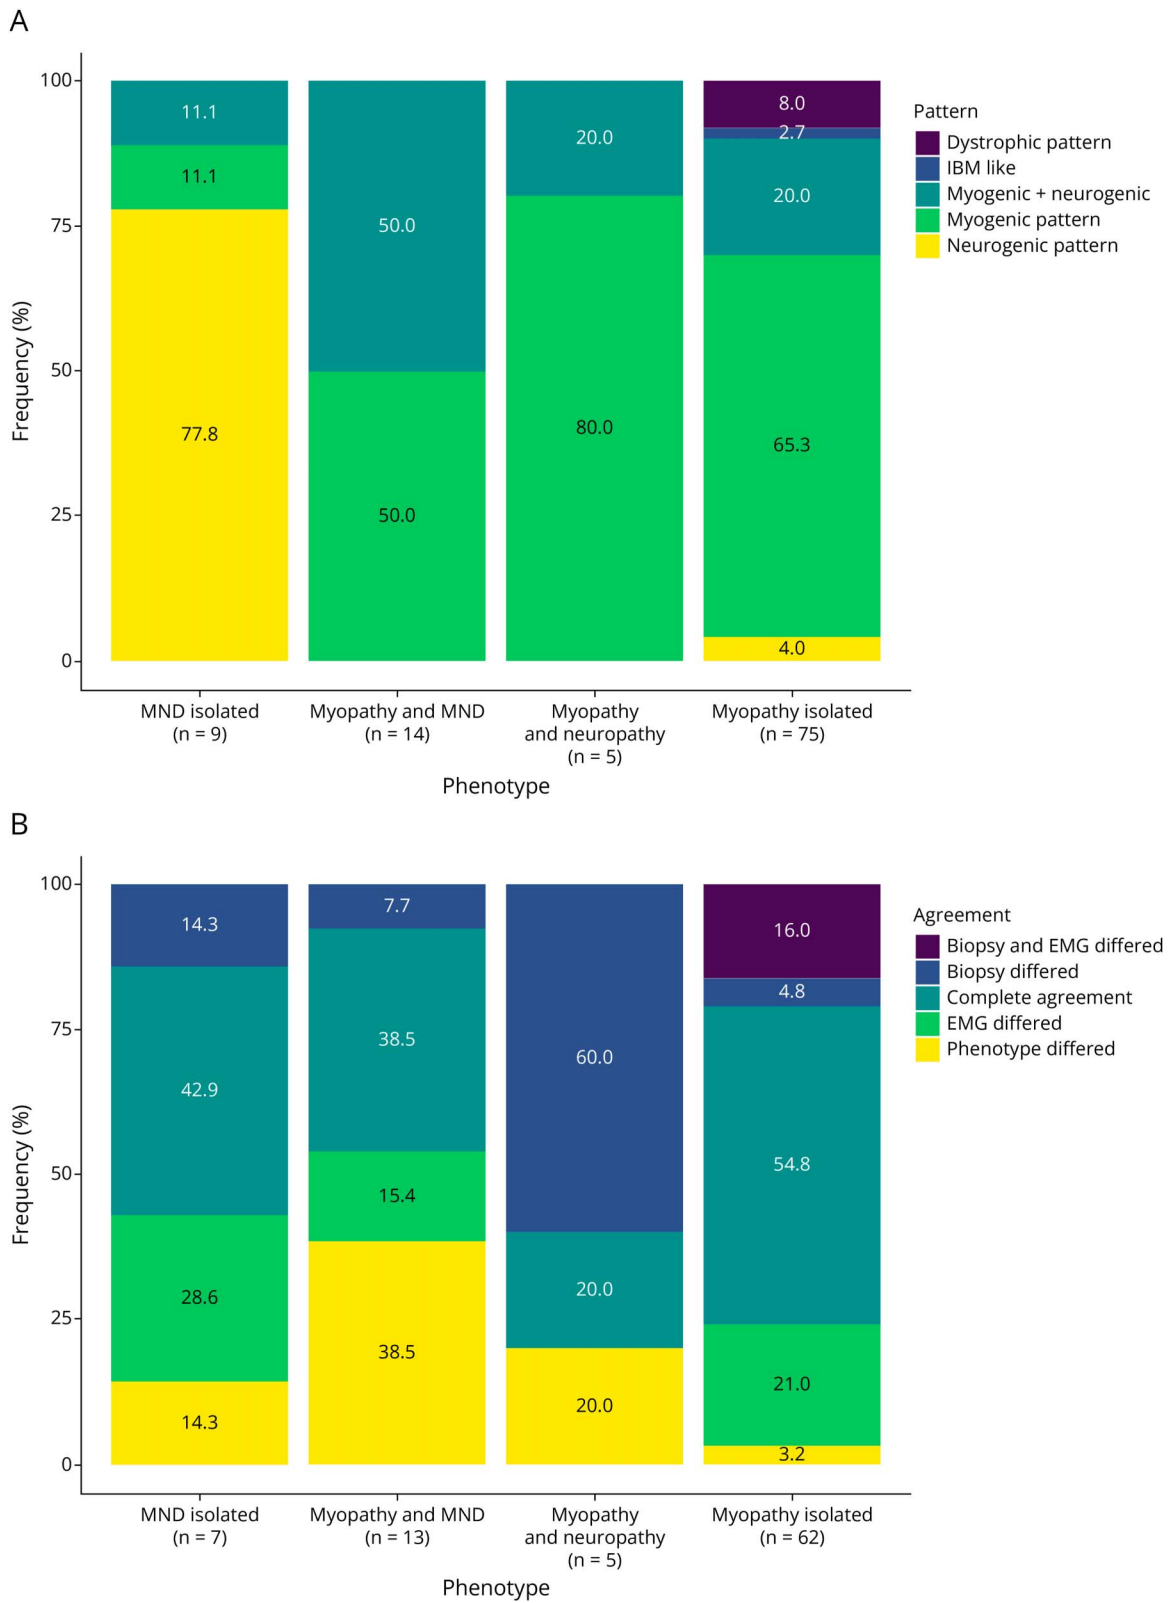 A
100
75
50
25
0
Frequency (%)
11.1
11.1
77.8
50.0
50.0
20.0
80.0
8.0
2.7
20.0
65.3
4.0
Pattern
Dystrophic pattern
IBM like
Myogenic + neurogenic
Myogenic pattern
Neurogenic pattern
MND isolated
(n = 9)
Myopathy and MND
(n = 14)
Myopathy
and neuropathy
(n = 5)
Myopathy isolated
(n = 75)
Phenotype
B
100
75
50
25
0
Frequency (%)
14.3
42.9
28.6
14.3
7.7
38.5
15.4
38.5
60.0
20.0
20.0
16.0
4.8
54.8
21.0
3.2
Agreement
Biopsy and EMG differed
Biopsy differed
Complete agreement
EMG differed
Phenotype differed
MND isolated
(n = 7)
Myopathy and MND
(n = 13)
Myopathy
and neuropathy
(n = 5)
Myopathy isolated
(n = 62)
Phenotype